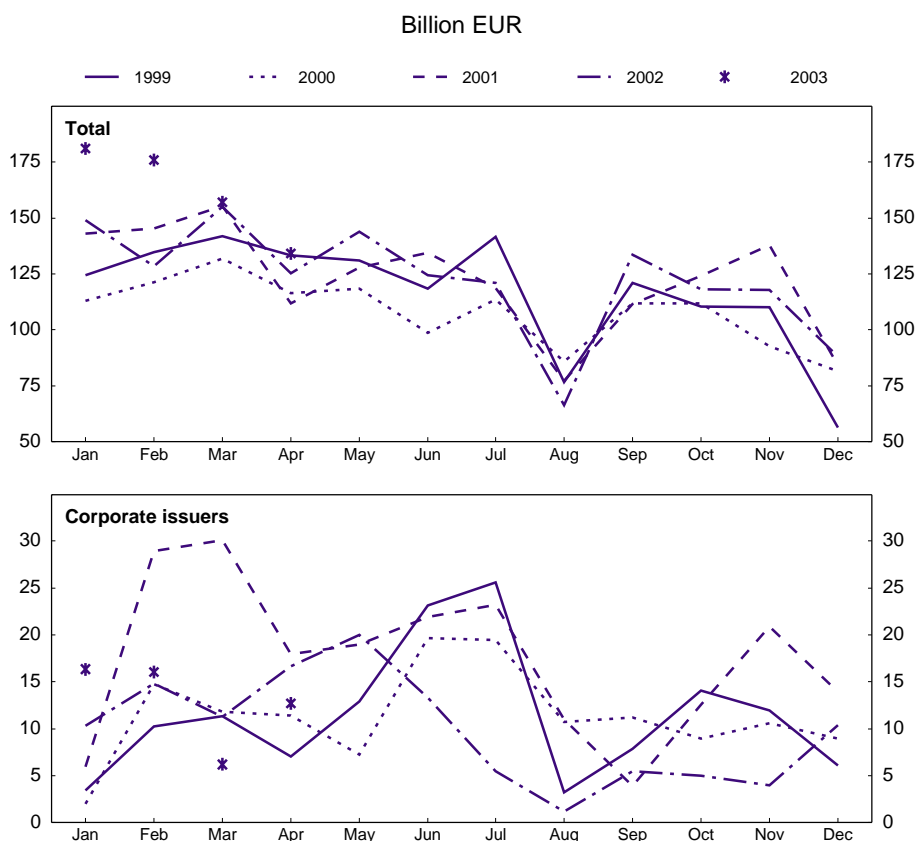 Billion EUR
1999 2000 2001 2002 2003
Total
175 175
150 150
125 125
100 100
75 75
50 50
Jan Feb Mar Apr May Jun Jul Aug Sep Oct Nov Dec
Corporate issuers
30 30
25 25
20 20
15 15
10 10
5 5
0 0
Jan Feb Mar Apr May Jun Jul Aug Sep Oct Nov Dec